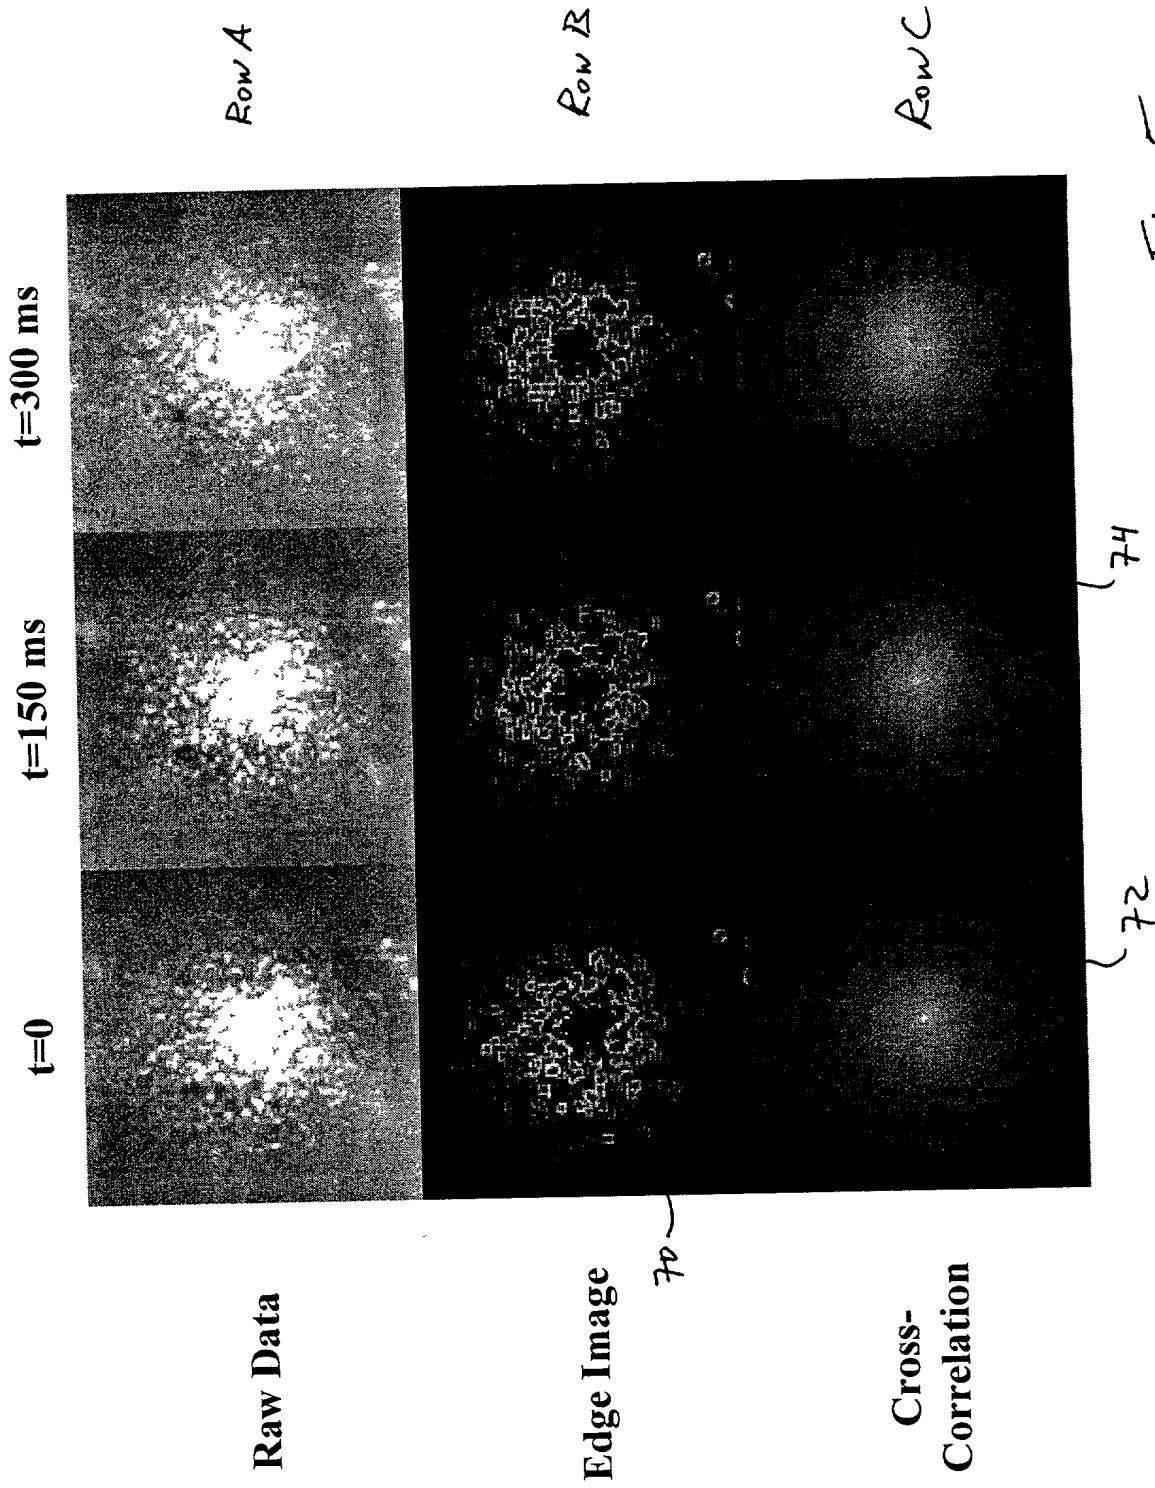 t=0 t=150 ms t=300 ms
Raw Data Row A
Edge Image Row B
70
Cross-
Correlation Row C
72 74